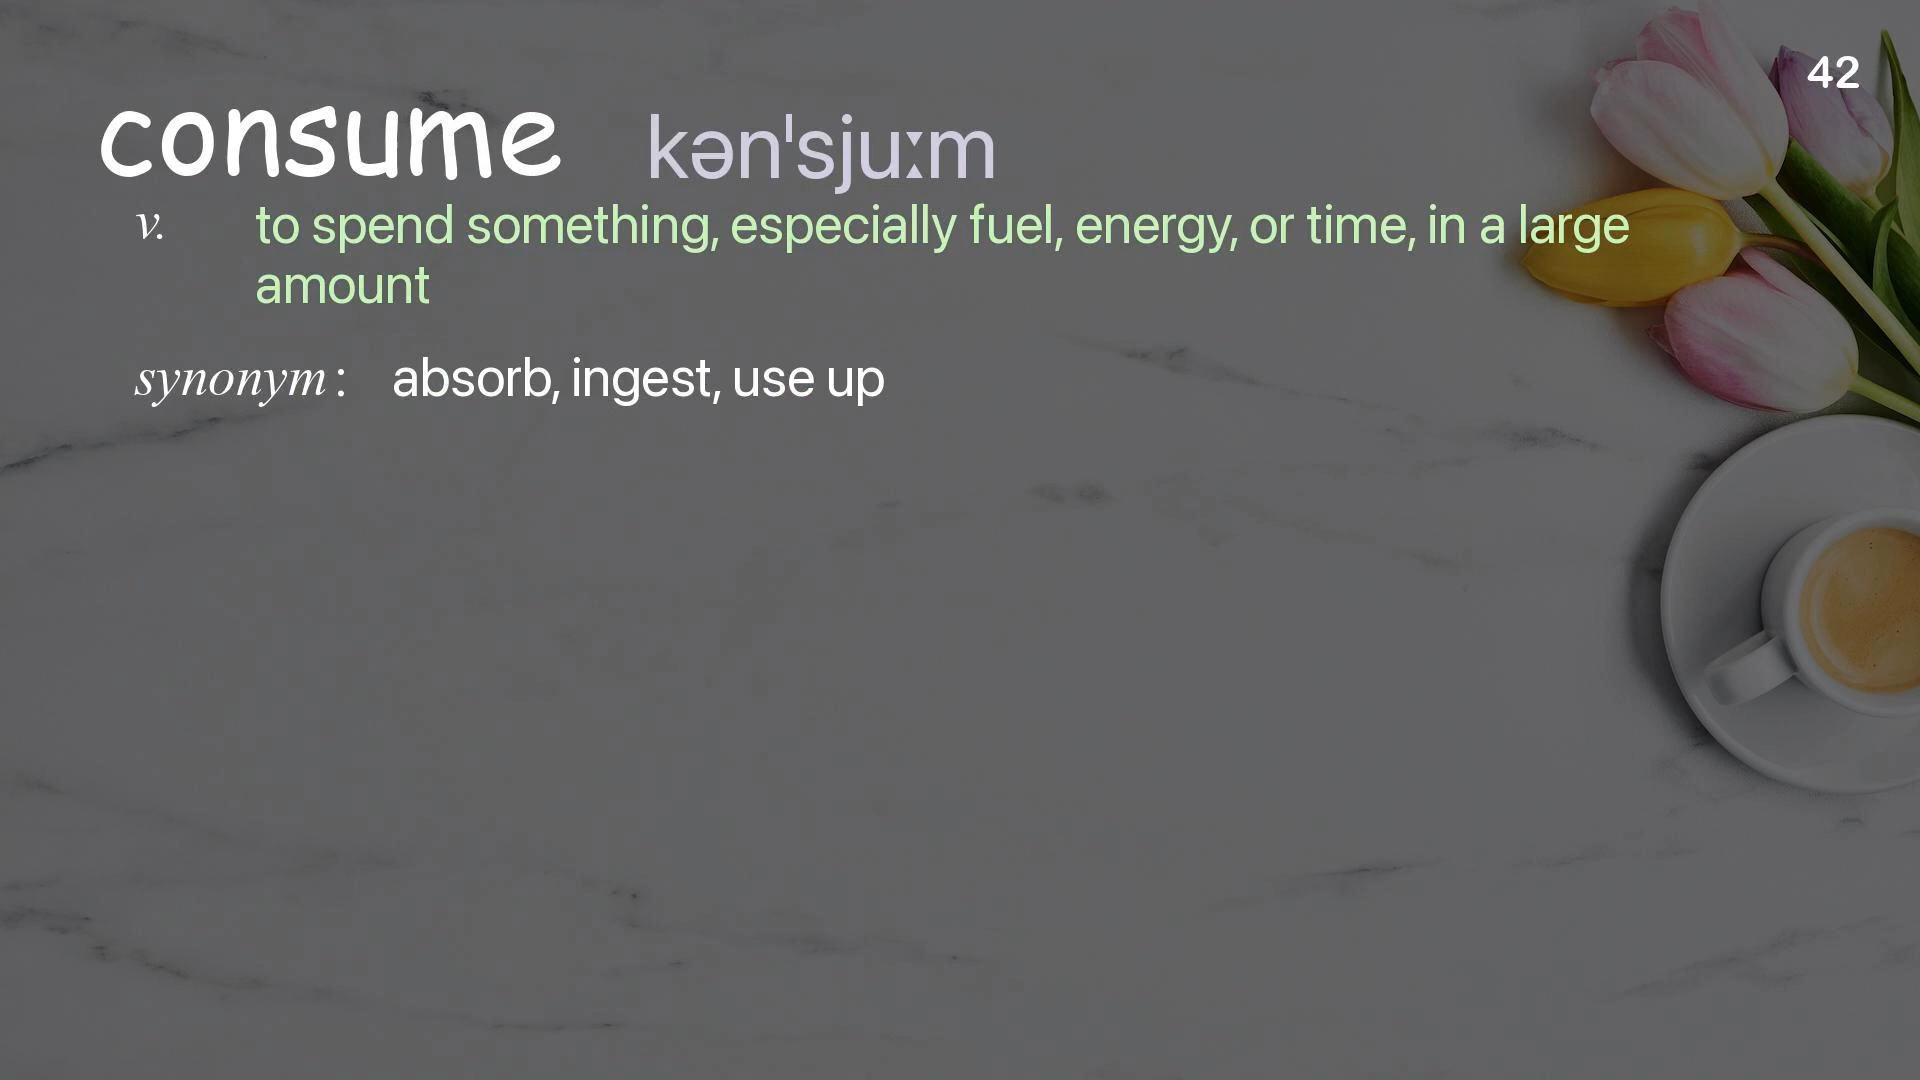 42
consume kən'sjuːm
v. to spend something, especially fuel, energy, or time, in a large
amount
synonym : absorb, ingest, use up